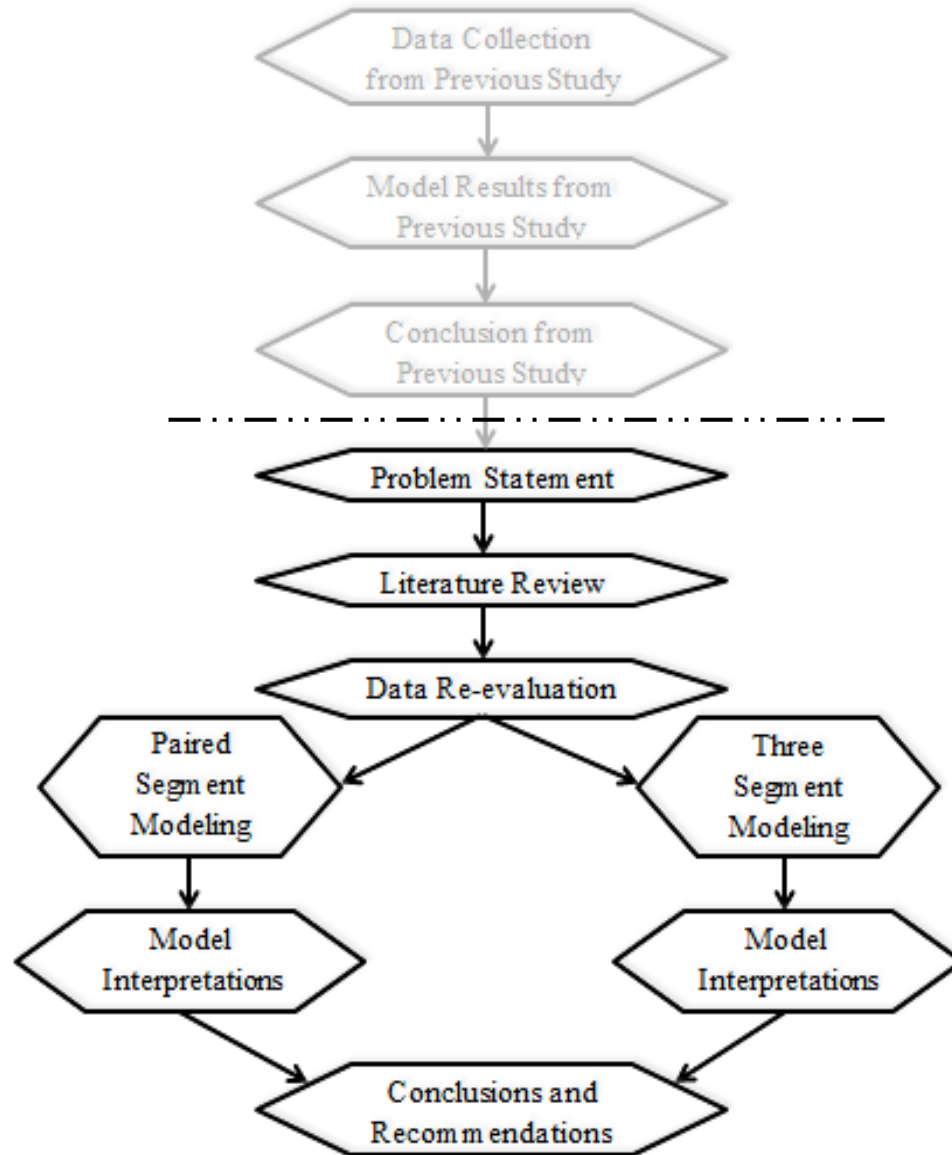 Data Collection
from Previous Study
Model Results from
Previous Study
Conclusion from
Previous Study
Problem Statement
Literature Review
Data Re-evaluation
Paired
Segment
Modeling
Three
Segment
Modeling
Model
Interpretations
Model
Interpretations
Conclusions and
Recommendations